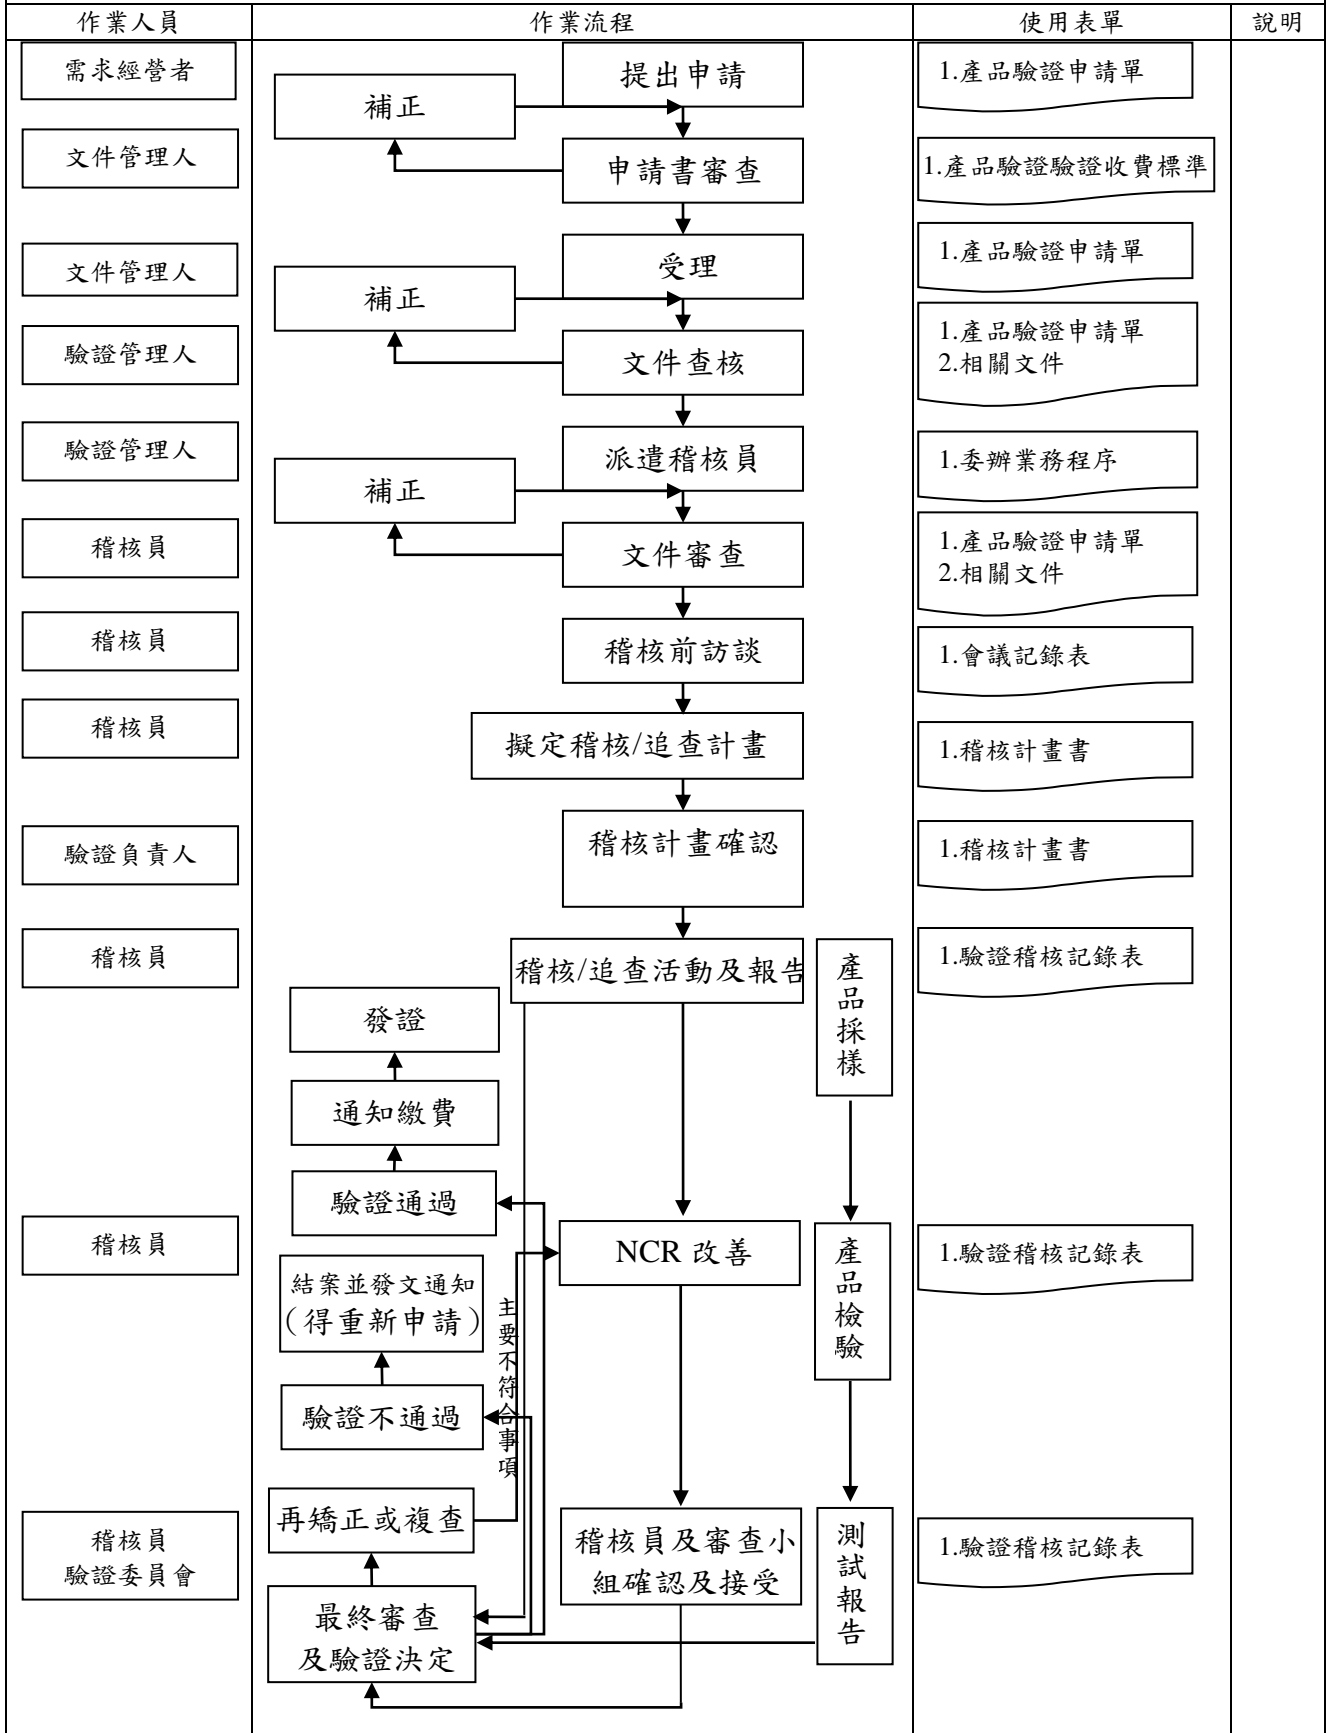 作業人員
作業流程
使用表單
說明
需求經營者
提出申請
1.產品驗證申請單
補正
文件管理人
申請書審查
1.產品驗證驗證收費標準
文件管理人
受理
1.產品驗證申請單
補正
驗證管理人
文件查核
1.產品驗證申請單
2.相關文件
驗證管理人
派遣稽核員
1.委辦業務程序
補正
稽核員
文件審查
1.產品驗證申請單
2.相關文件
稽核員
稽核前訪談
1.會議記錄表
稽核員
擬定稽核/追查計畫
1.稽核計畫書
驗證負責人
稽核計畫確認
1.稽核計畫書
稽核員
稽核/追查活動及報告
產品採樣
1.驗證稽核記錄表
發證
通知繳費
驗證通過
稽核員
NCR 改善
產品檢驗
1.驗證稽核記錄表
結案並發文通知
（得重新申請）
主要不符合事項
驗證不通過
再矯正或複查
稽核員
驗證委員會
稽核員及審查小
組確認及接受
測試報告
1.驗證稽核記錄表
最終審查
及驗證決定